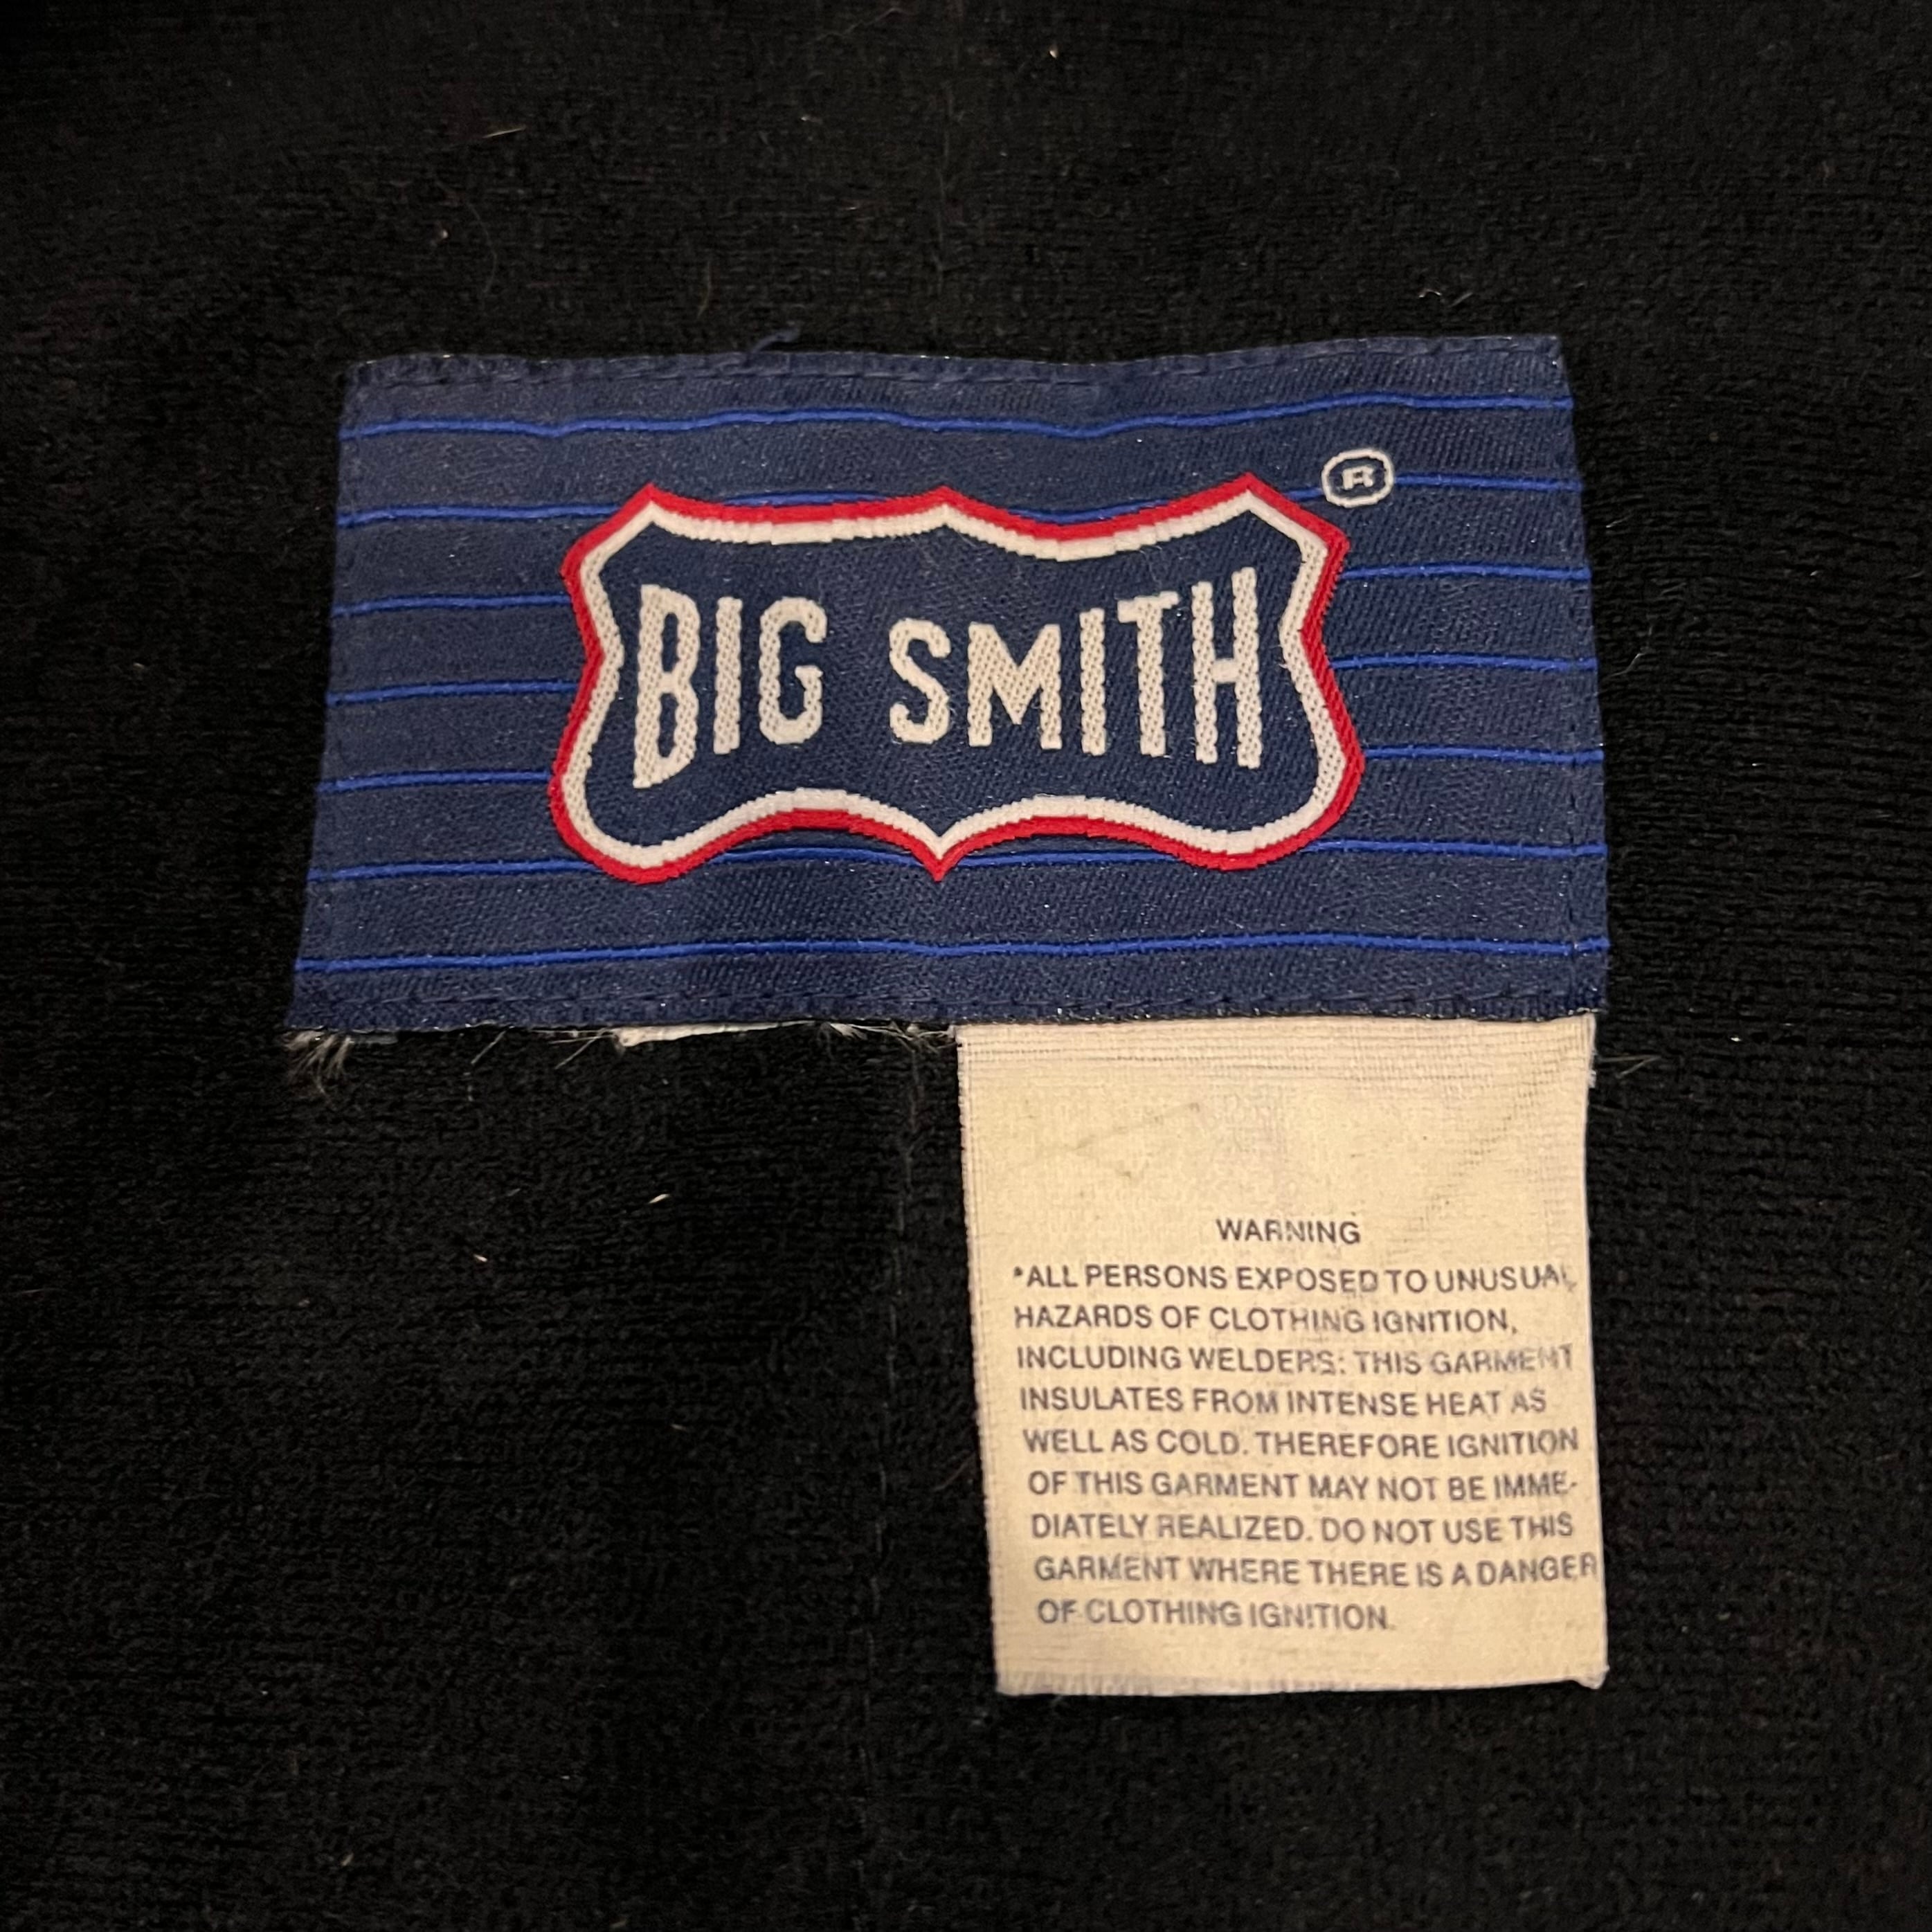 BIG SMITH ®
WARNING
*ALL PERSONS EXPOSED TO UNUSUAL
HAZARDS OF CLOTHING IGNITION,
INCLUDING WELDERS: THIS GARMENT
INSULATES FROM INTENSE HEAT AS
WELL AS COLD. THEREFORE IGNITION
OF THIS GARMENT MAY NOT BE IMME-
DIATELY REALIZED. DO NOT USE THIS
GARMENT WHERE THERE IS A DANGER
OF CLOTHING IGNITION.